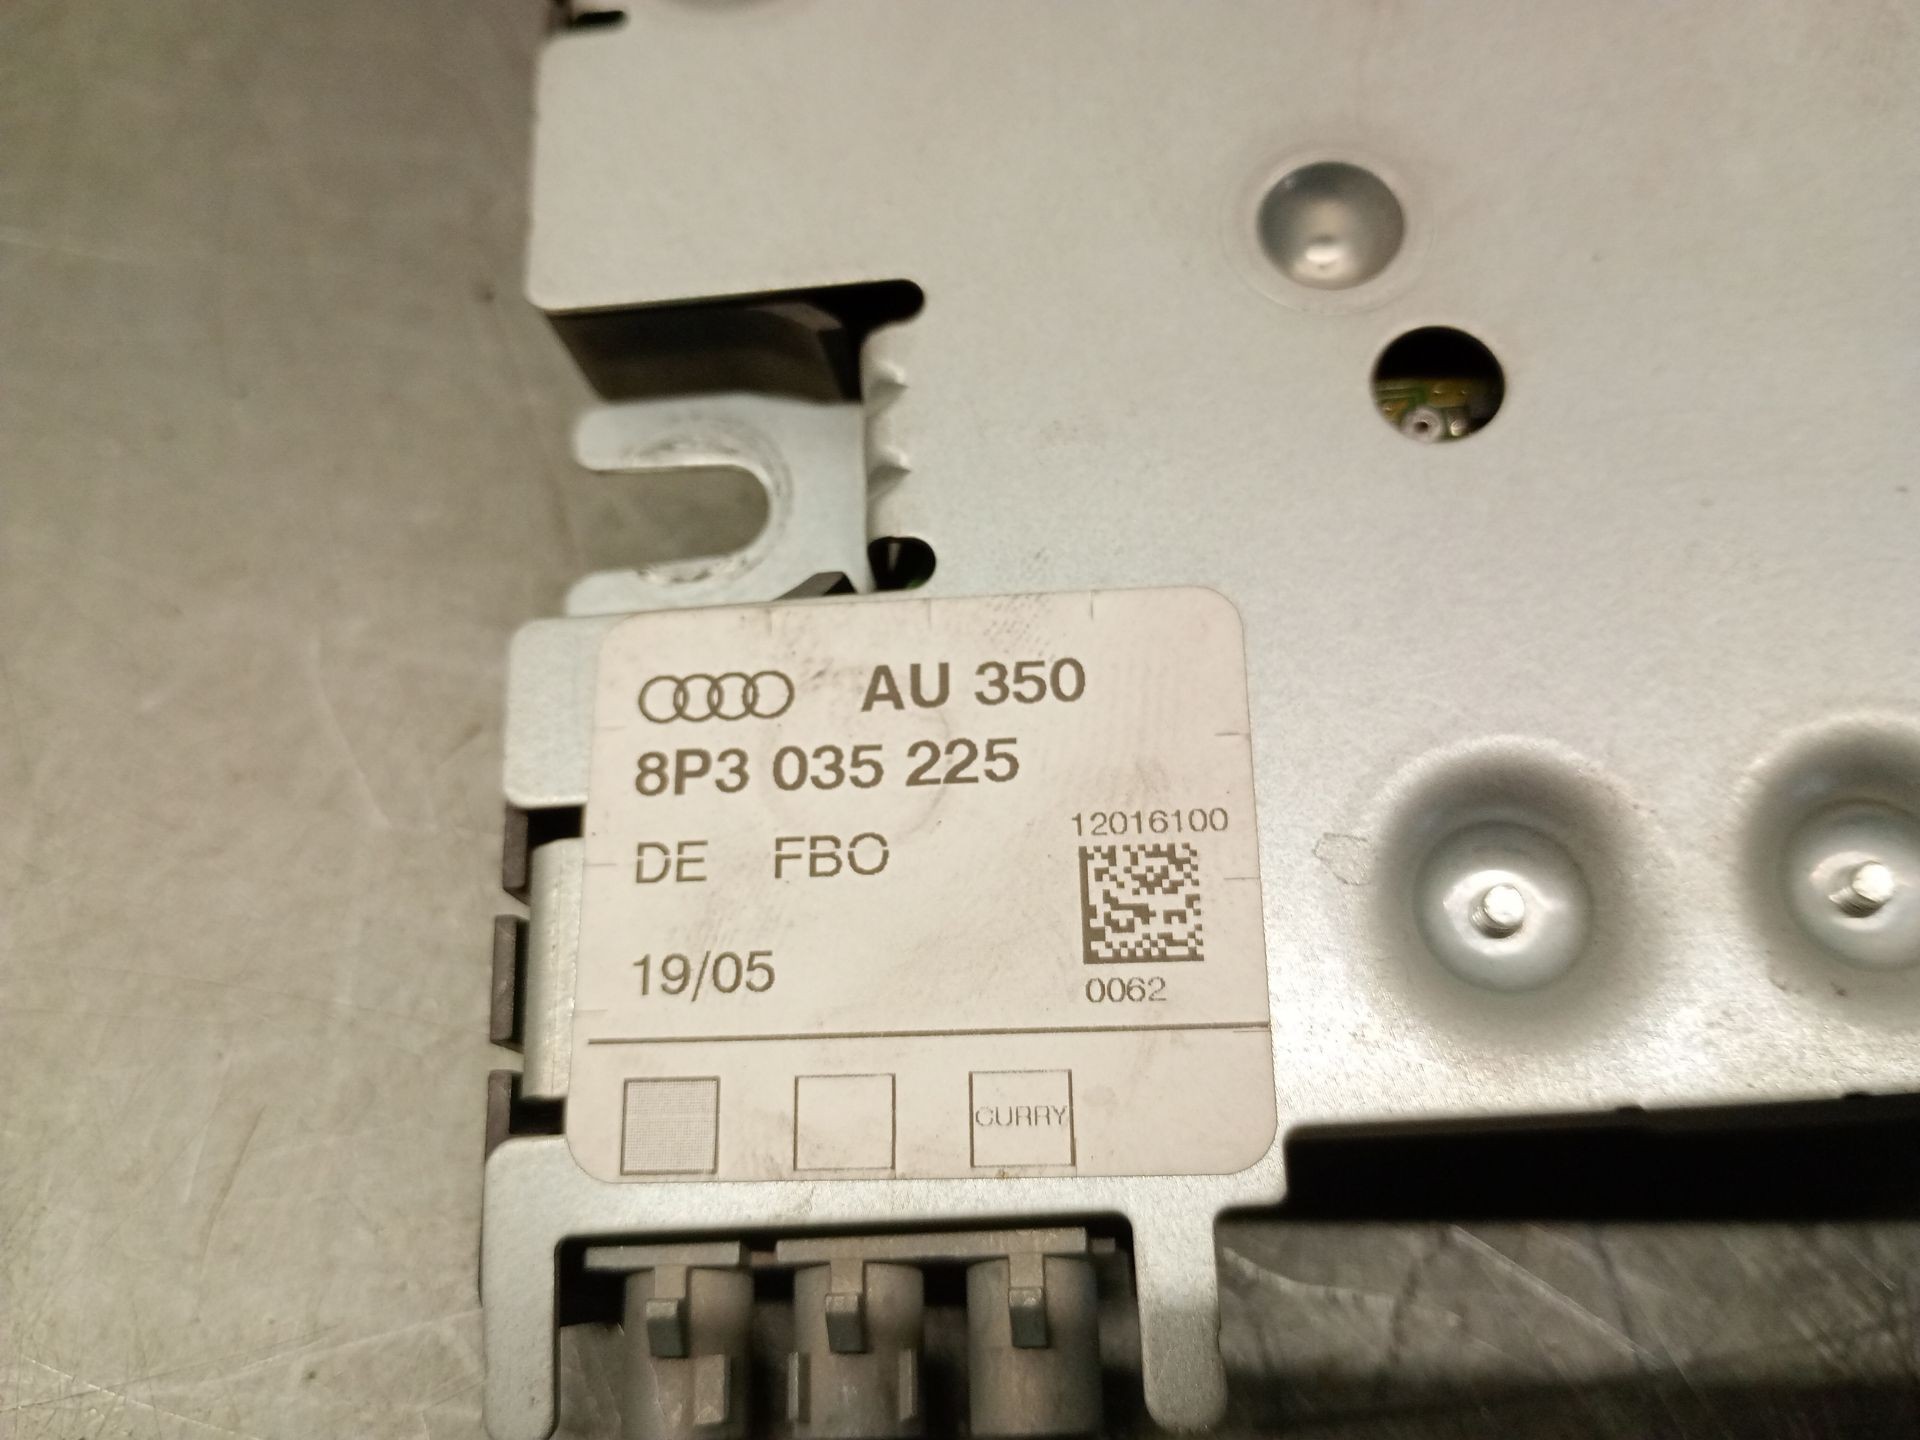 AU 350
8P3 035 225
DE FBO
12016100
19/05
0062
CURRY